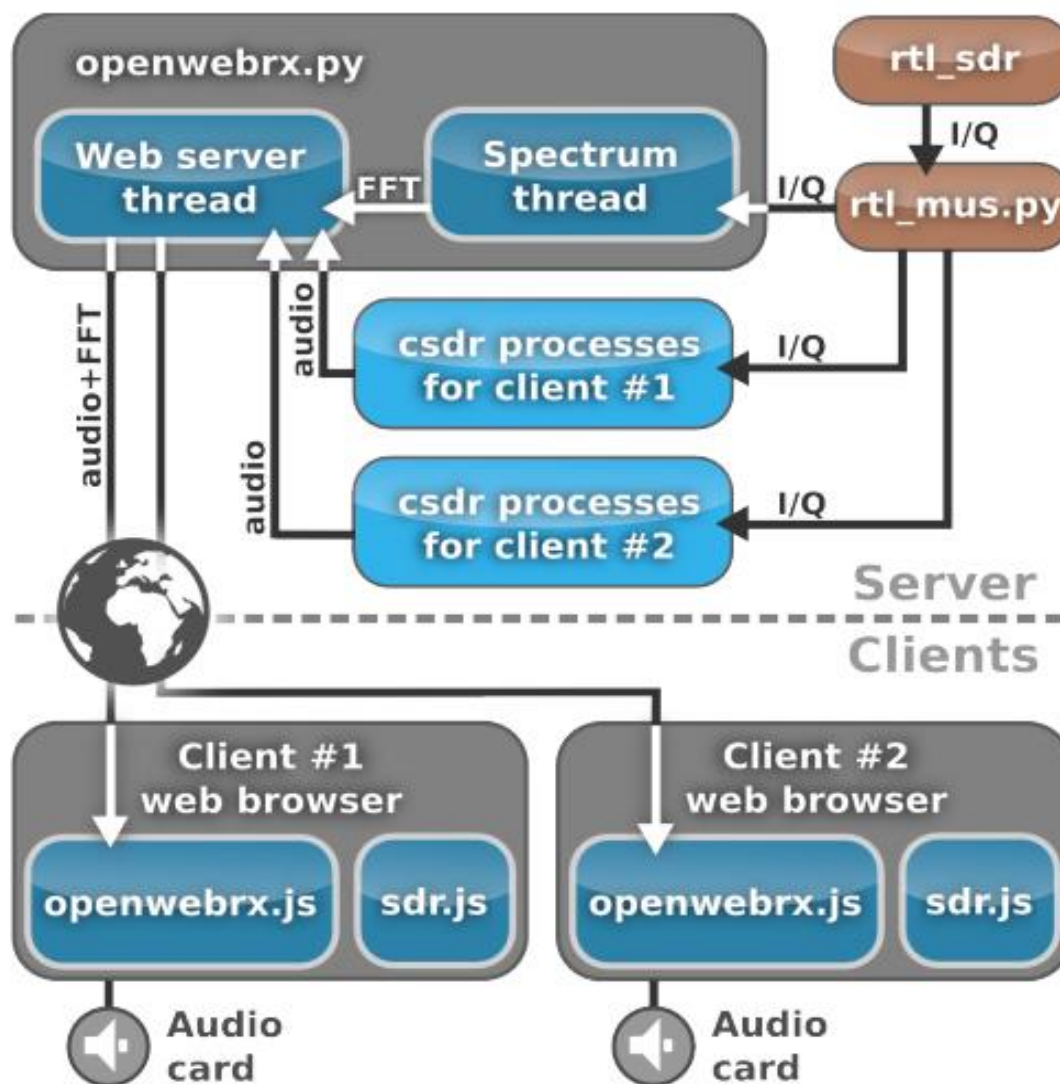 openwebrx.py
rtl_sdr
I/Q
Web server
thread
FFT
Spectrum
thread
I/Q
rtl_mus.py
audio+FFT
audio
csdr processes
for client #1
I/Q
audio
csdr processes
for client #2
I/Q
Server
Clients
Client #1
web browser
openwebrx.js
sdr.js
Client #2
web browser
openwebrx.js
sdr.js
Audio
card
Audio
card